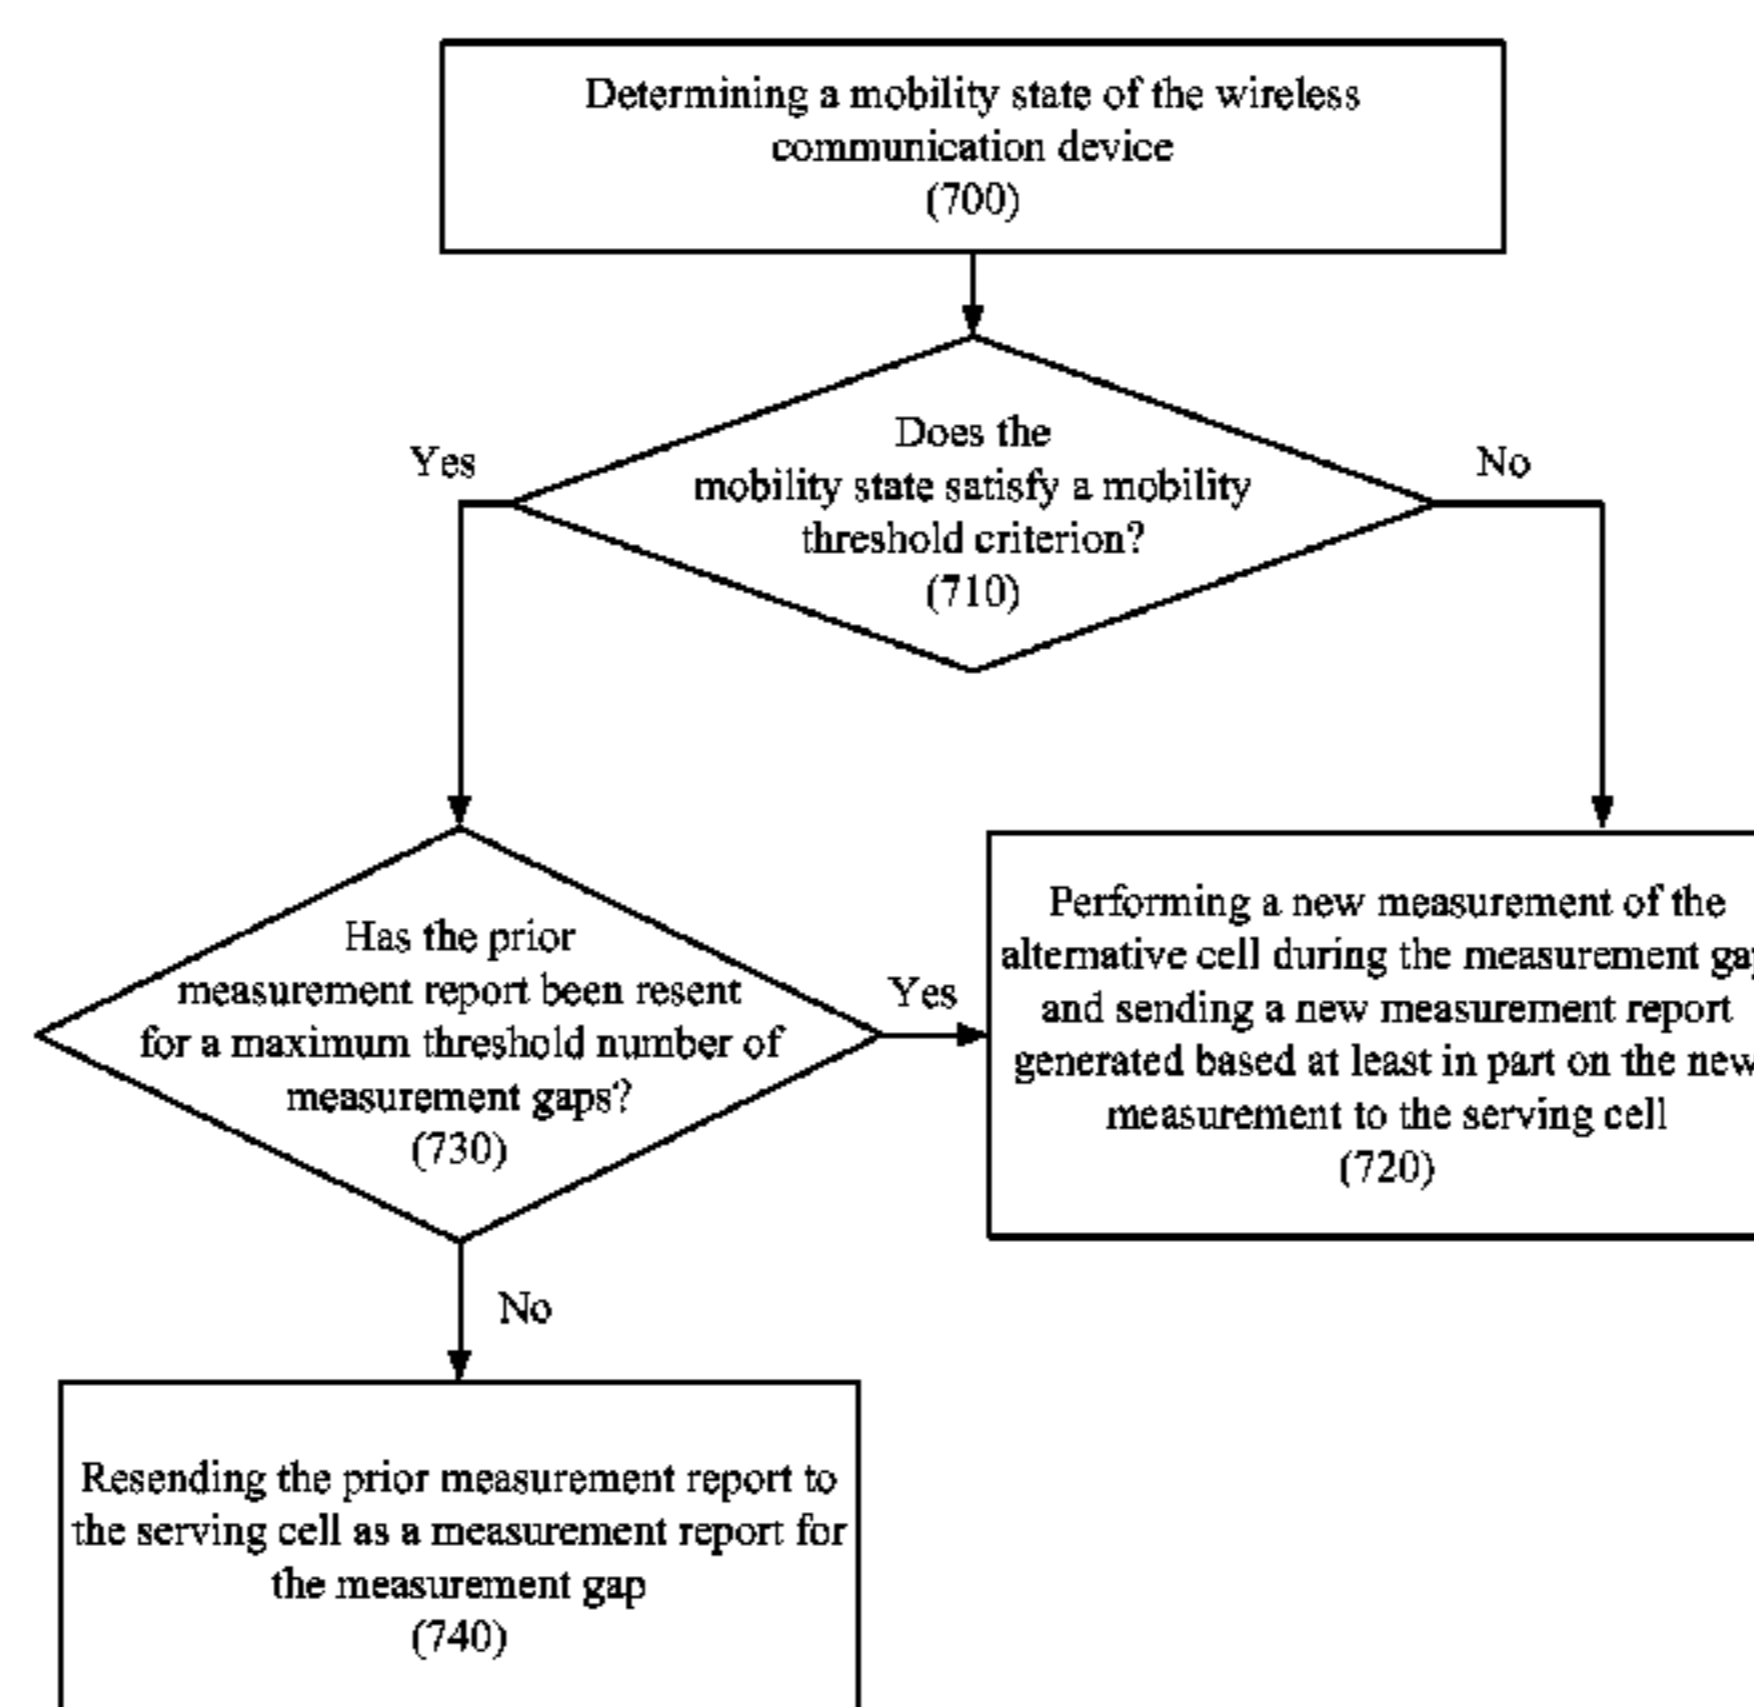 Determining a mobility state of the wireless
communication device
(700)
Does the
mobility state satisfy a mobility
threshold criterion?
(710)
Yes
No
Has the prior
measurement report been resent
for a maximum threshold number of
measurement gaps?
(730)
Yes
Performing a new measurement of the
alternative cell during the measurement
and sending a new measurement report
generated based at least in part on the new
measurement to the serving cell
(720)
No
Resending the prior measurement report to
the serving cell as a measurement report for
the measurement gap
(740)